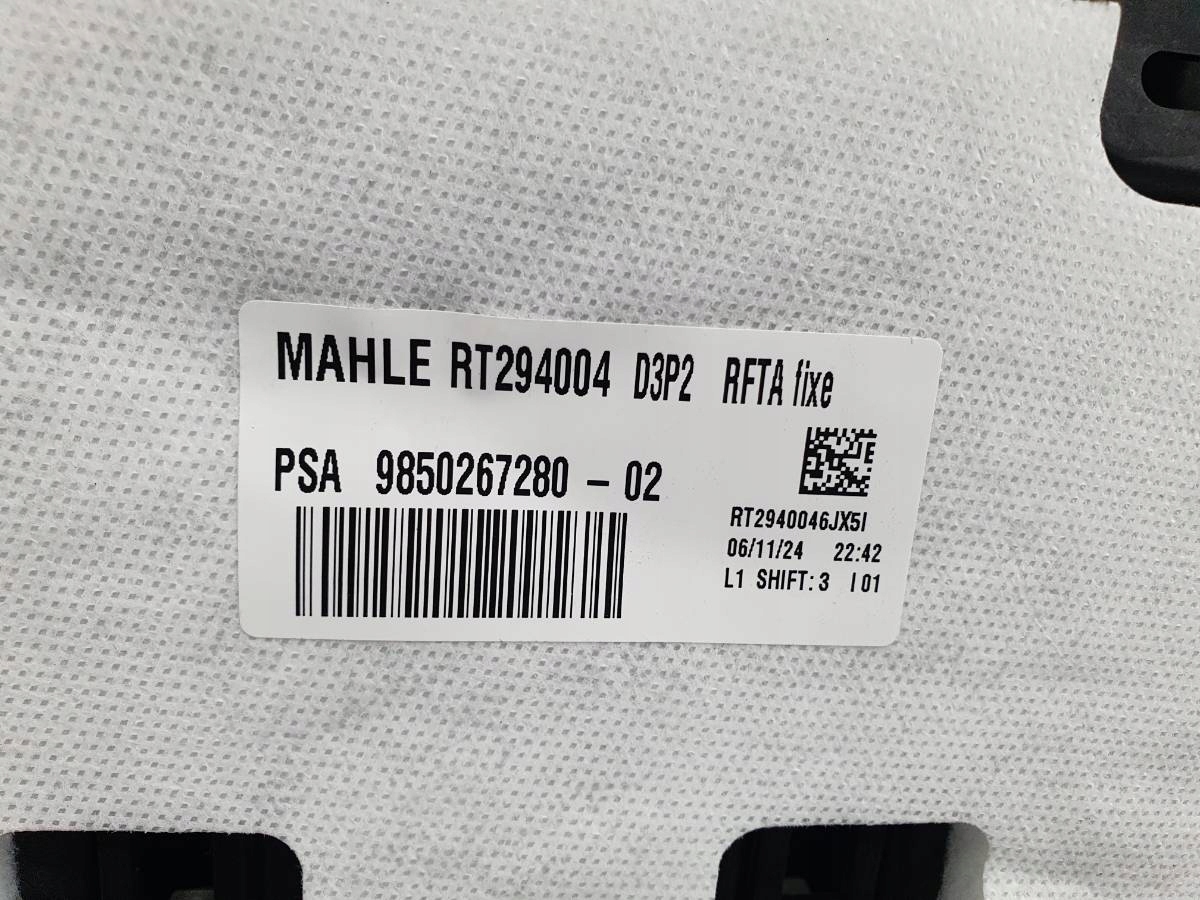 MAHLE RT294004 D3P2 RFTA fixe
PSA 9850267280 - 02
RT2940046JX5I
06/11/24 22:42
L1 SHIFT: 3 I 01